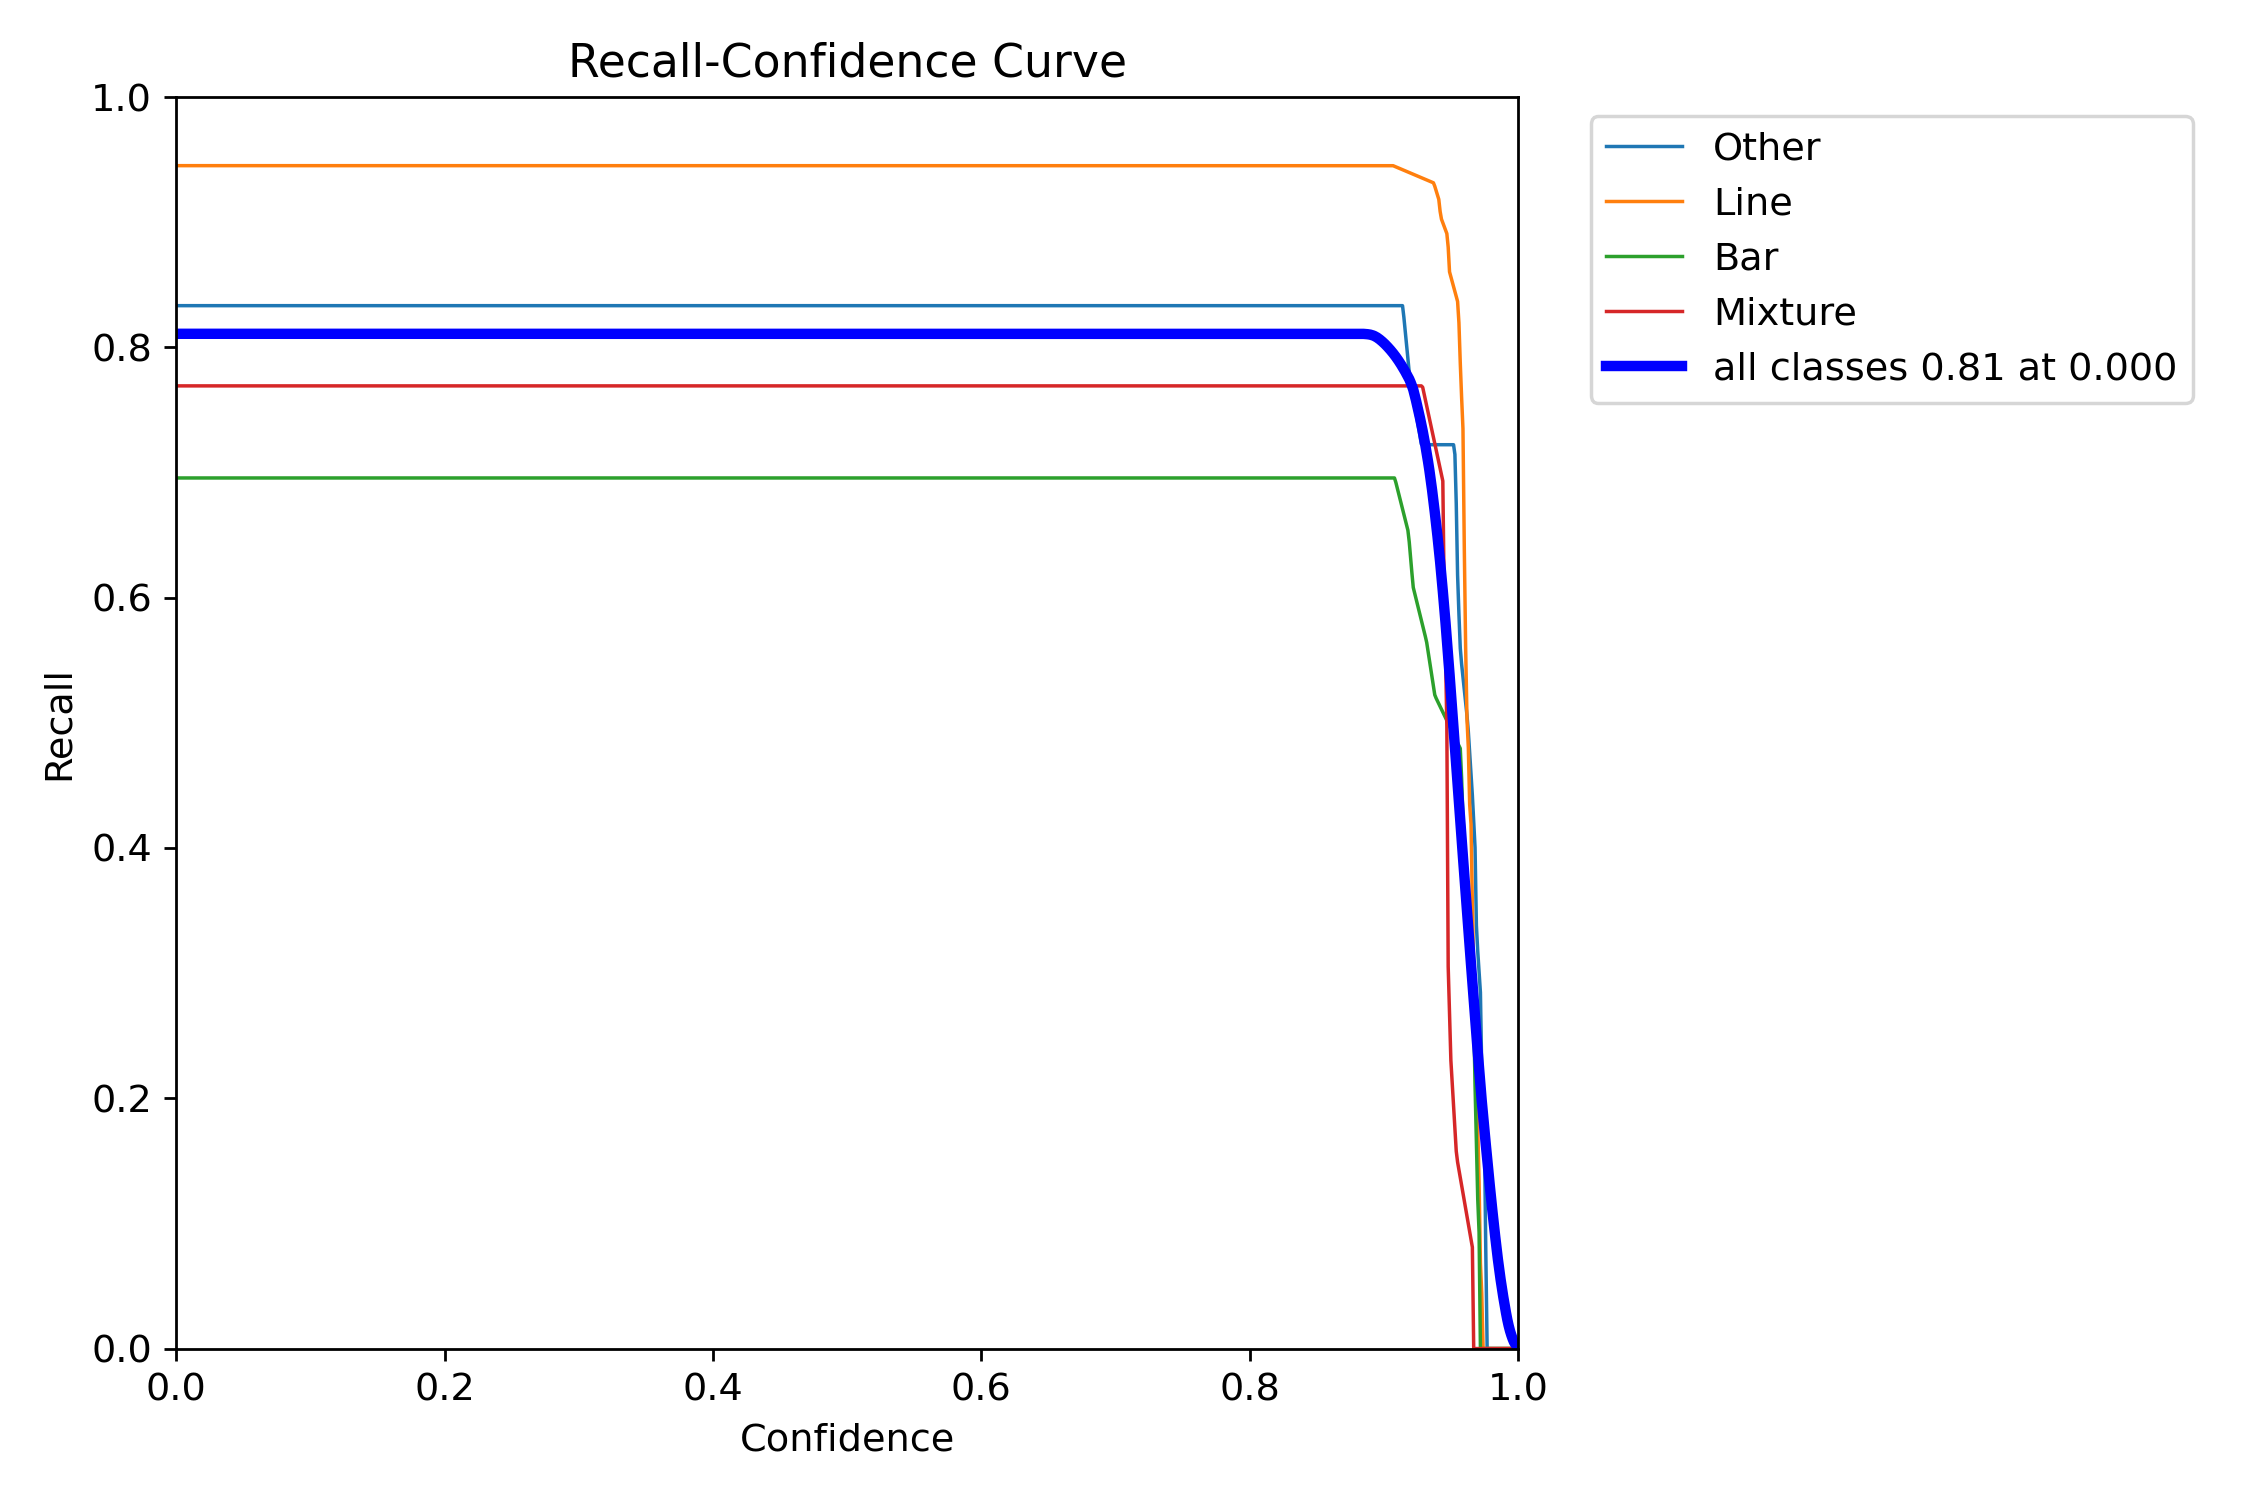 Recall-Confidence Curve
1.0
0.8
0.6
0.4
0.2
0.0
Recall
0.0 0.2 0.4 0.6 0.8 1.0
Confidence
Other
Line
Bar
Mixture
all classes 0.81 at 0.000